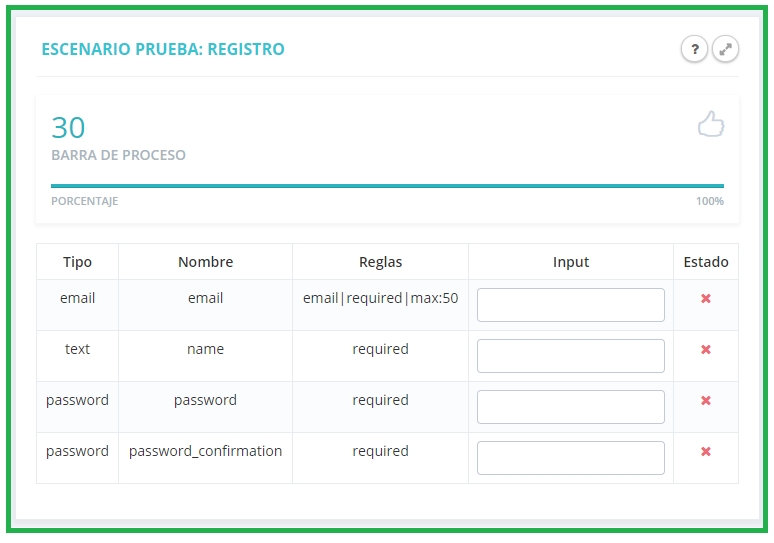 ESCENARIO PRUEBA: REGISTRO ?
30
BARRA DE PROCESO
PORCENTAJE 100%
Tipo Nombre Reglas Input Estado
email email email|required|max:50
text name required
password password required
password password_confirmation required